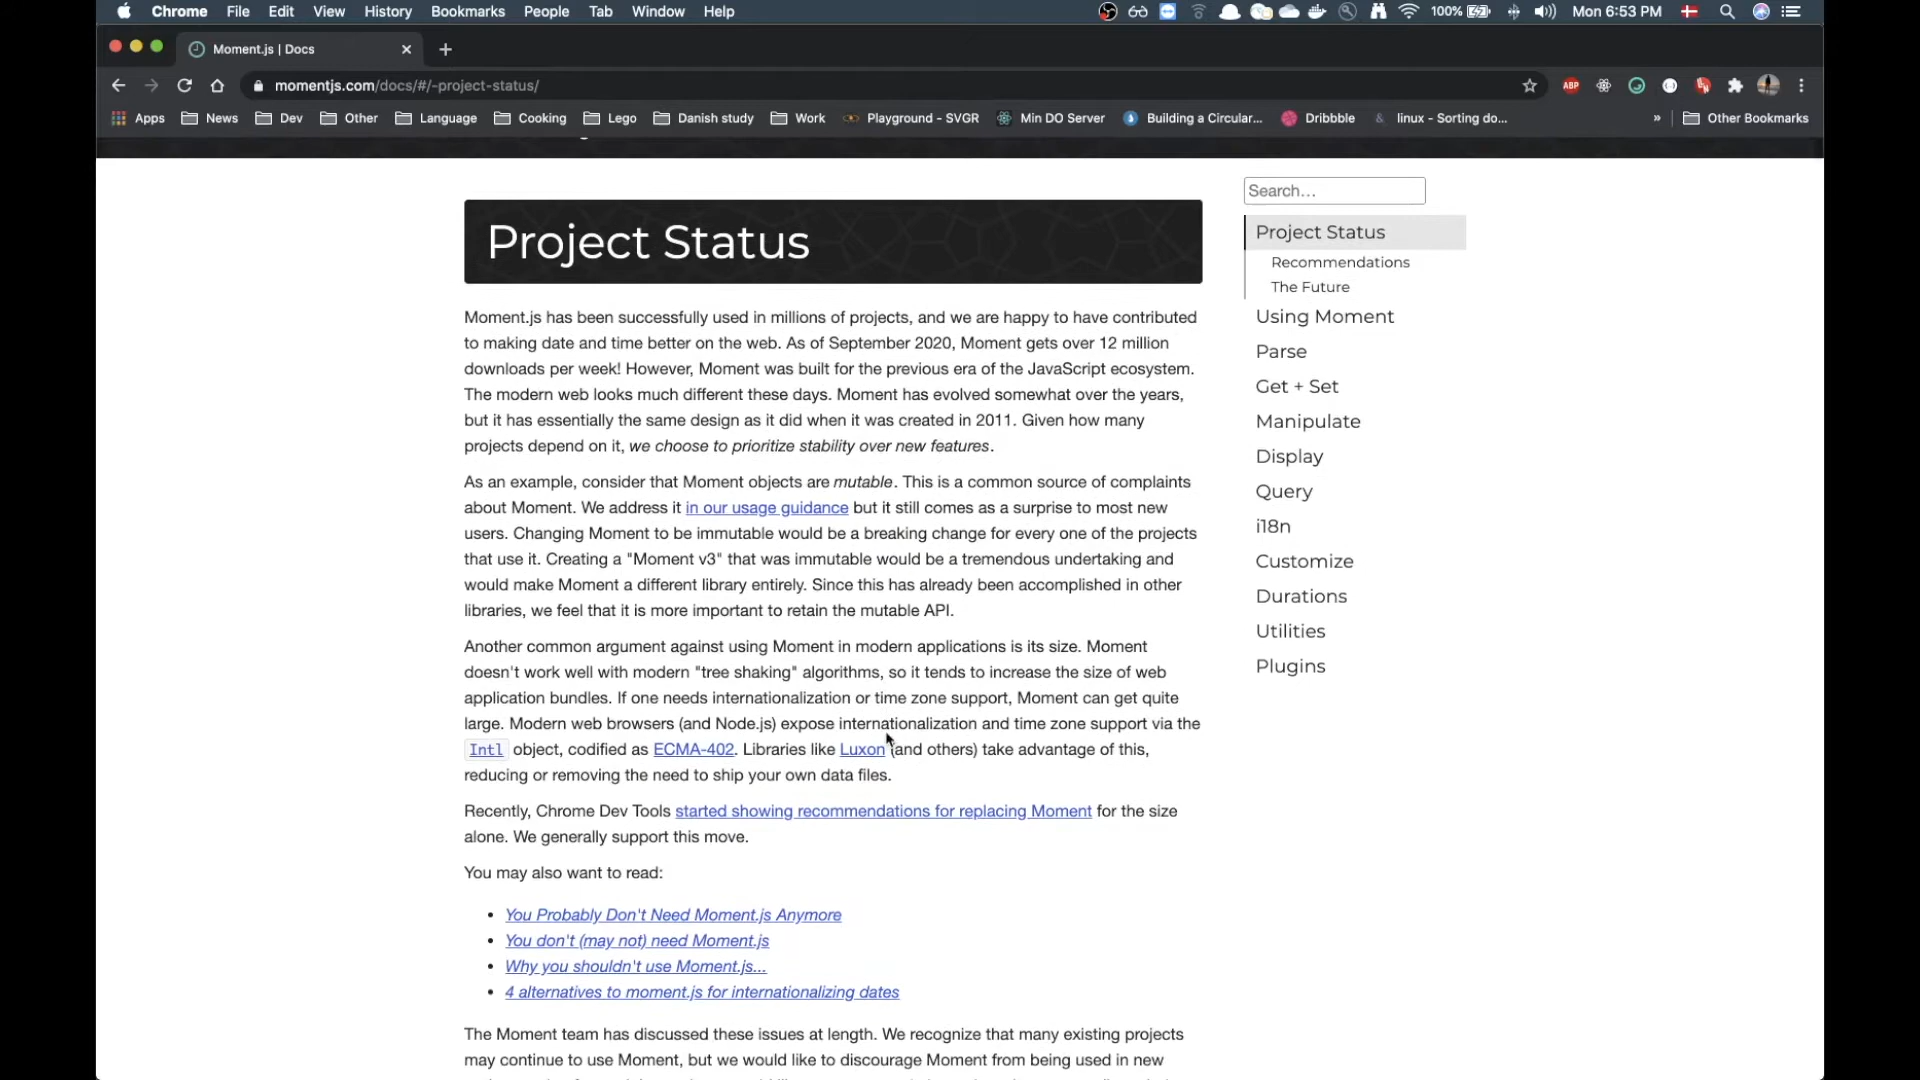 Chrome File Edit View History Bookmarks People Tab Window Help 100% Mon 6:53 PM
Moment.js | Docs
momentjs.com/docs/#/-project-status/
ABP
Apps News Dev Other Language Cooking Lego Danish study Work Playground - SVGR Min DO Server Building a Circular... Dribbble linux - Sorting do... » Other Bookmarks
Search...
Project Status
Moment.js has been successfully used in millions of projects, and we are happy to have contributed
to making date and time better on the web. As of September 2020, Moment gets over 12 million
downloads per week! However, Moment was built for the previous era of the JavaScript ecosystem.
The modern web looks much different these days. Moment has evolved somewhat over the years,
but it has essentially the same design as it did when it was created in 2011. Given how many
projects depend on it, we choose to prioritize stability over new features.
As an example, consider that Moment objects are mutable. This is a common source of complaints
about Moment. We address it in our usage guidance but it still comes as a surprise to most new
users. Changing Moment to be immutable would be a breaking change for every one of the projects
that use it. Creating a "Moment v3" that was immutable would be a tremendous undertaking and
would make Moment a different library entirely. Since this has already been accomplished in other
libraries, we feel that it is more important to retain the mutable API.
Another common argument against using Moment in modern applications is its size. Moment
doesn't work well with modern "tree shaking" algorithms, so it tends to increase the size of web
application bundles. If one needs internationalization or time zone support, Moment can get quite
large. Modern web browsers (and Node.js) expose internationalization and time zone support via the
Intl object, codified as ECMA-402. Libraries like Luxon (and others) take advantage of this,
reducing or removing the need to ship your own data files.
Recently, Chrome Dev Tools started showing recommendations for replacing Moment for the size
alone. We generally support this move.
You may also want to read:
• You Probably Don't Need Moment.js Anymore
• You don't (may not) need Moment.js
• Why you shouldn't use Moment.js...
• 4 alternatives to moment.js for internationalizing dates
The Moment team has discussed these issues at length. We recognize that many existing projects
may continue to use Moment, but we would like to discourage Moment from being used in new
Project Status
Recommendations
The Future
Using Moment
Parse
Get + Set
Manipulate
Display
Query
i18n
Customize
Durations
Utilities
Plugins